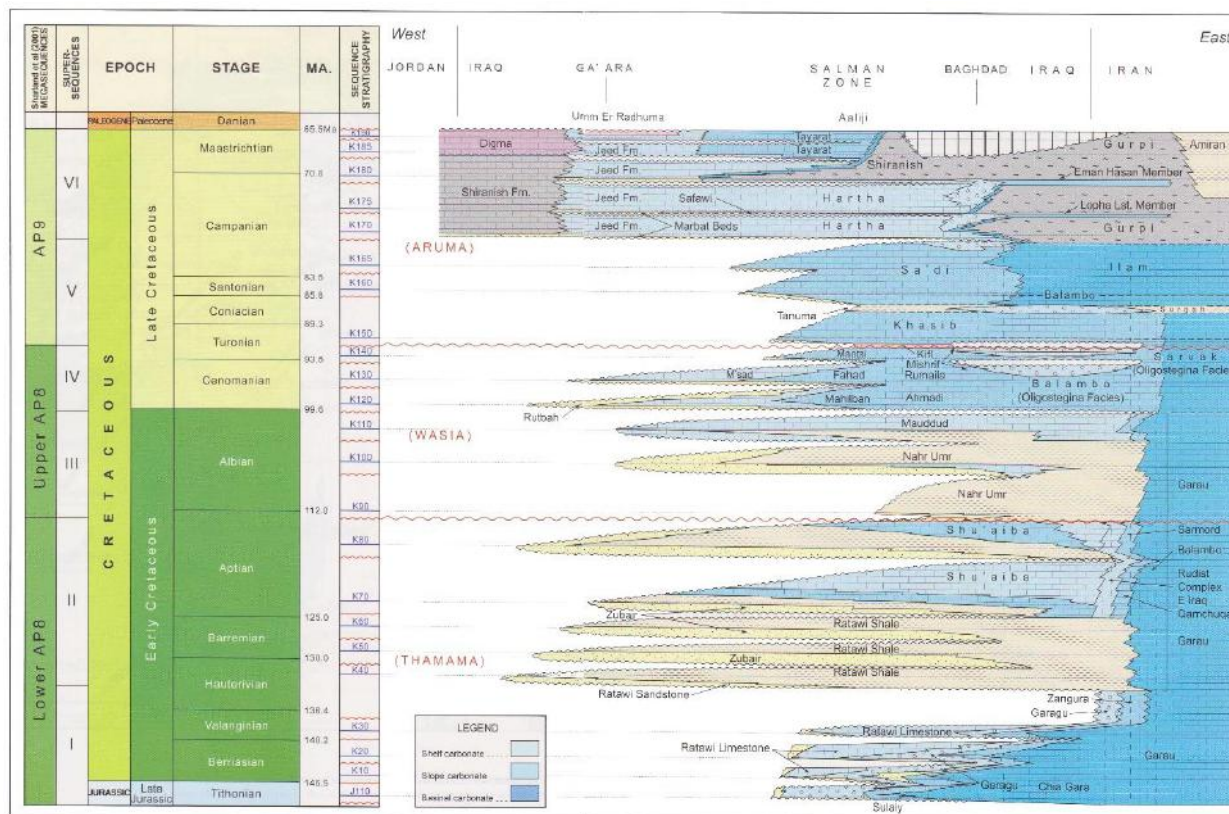 Sharland et al (2001)
MEGASEQUENCES
SUPER-
SEQUENCES
EPOCH
STAGE
MA.
SEQUENCE
STRATIGRAPHY
West
East
JORDAN
IRAQ
GA' ARA
SALMAN
ZONE
BAGHDAD
IRAQ
IRAN
Umm Er Radhuma
Aaliji
PALEOGENE
Paleocene
Danian
65.5Ma
AP9
Upper AP8
Lower AP8
VI
V
IV
III
II
I
CRETACEOUS
JURASSIC
Late Cretaceous
Early Cretaceous
Late
Jurassic
Maastrichtian
Campanian
Santonian
Coniacian
Turonian
Cenomanian
Albian
Aptian
Barremian
Hauterivian
Valanginian
Berriasian
Tithonian
70.8
83.5
85.8
89.3
93.5
99.6
112.0
125.0
130.0
136.4
140.2
145.5
K185
K180
K175
K170
K165
K160
K150
K140
K130
K120
K110
K100
K90
K80
K70
K60
K50
K40
K30
K20
K10
J110
Digma
Jeed Fm.
Tayarat
Tayarat
Gurpi
Amiran
Shiranish Fm.
Jeed Fm.
Shiranish
Eman Hasan Member
Jeed Fm.
Safawi
Hartha
Lopha Lat. Member
Jeed Fm.
Marbat Beds
Hartha
Gurpi
(ARUMA)
Sa'di
Ilam
Balambo
Tanuma
Surgah
Khasib
Kifl
Mishrif
Sarvak
M'sad
Fahad
Rumaila
(Oligostegina Facies)
Balambo
Mahilban
Ahmadi
(Oligostegina Facies)
Rutbah
(WASIA)
Mauddud
Nahr Umr
Nahr Umr
Garau
Shu'aiba
Sarmord
Balambo
Shu'aiba
Rudist
Complex
E Iraq
Qamchuqa
Zubair
Ratawi Shale
Ratawi Shale
Garau
(THAMAMA)
Zubair
Ratawi Shale
Ratawi Sandstone
Zangura
Garagu
Ratawi Limestone
Ratawi Limestone
Garau
Garagu
Chia Gara
Sulaiy
LEGEND
Shelf carbonate
Slope carbonate
Basinal carbonate